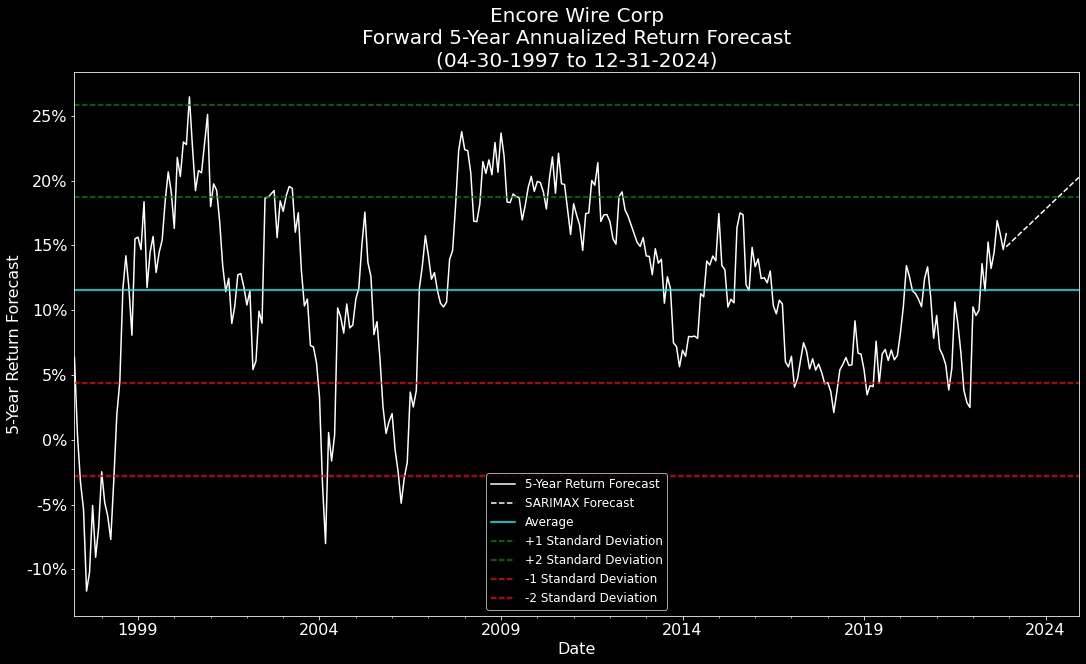 Encore Wire Corp
Forward 5-Year Annualized Return Forecast
(04-30-1997 to 12-31-2024)
5-Year Return Forecast
25%
20%
15%
10%
5%
0%
-5%
-10%
5-Year Return Forecast
SARIMAX Forecast
Average
+1 Standard Deviation
+2 Standard Deviation
-1 Standard Deviation
-2 Standard Deviation
1999
2004
2009
2014
2019
2024
Date